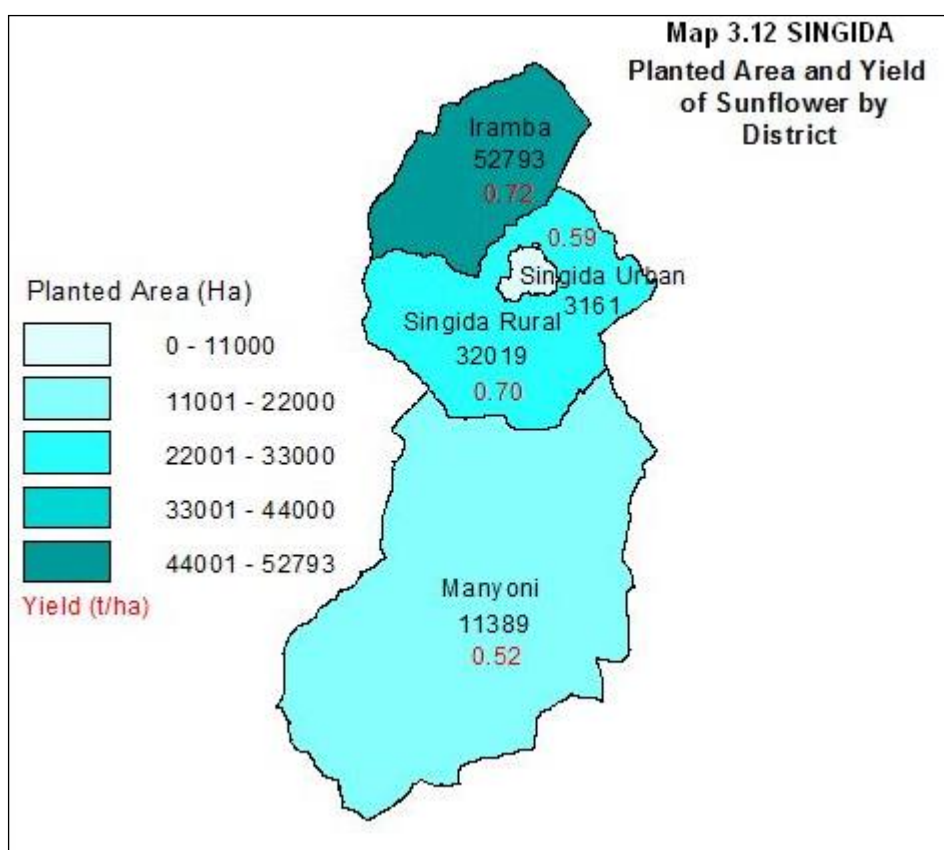 Map 3.12 SINGIDA
Planted Area and Yield
of Sunflower by
District
Iramba
52793
0.72
0.59
Singida Urban
3161
Singida Rural
32019
0.70
Manyoni
11389
0.52
Planted Area (Ha)
0 - 11000
11001 - 22000
22001 - 33000
33001 - 44000
44001 - 52793
Yield (t/ha)